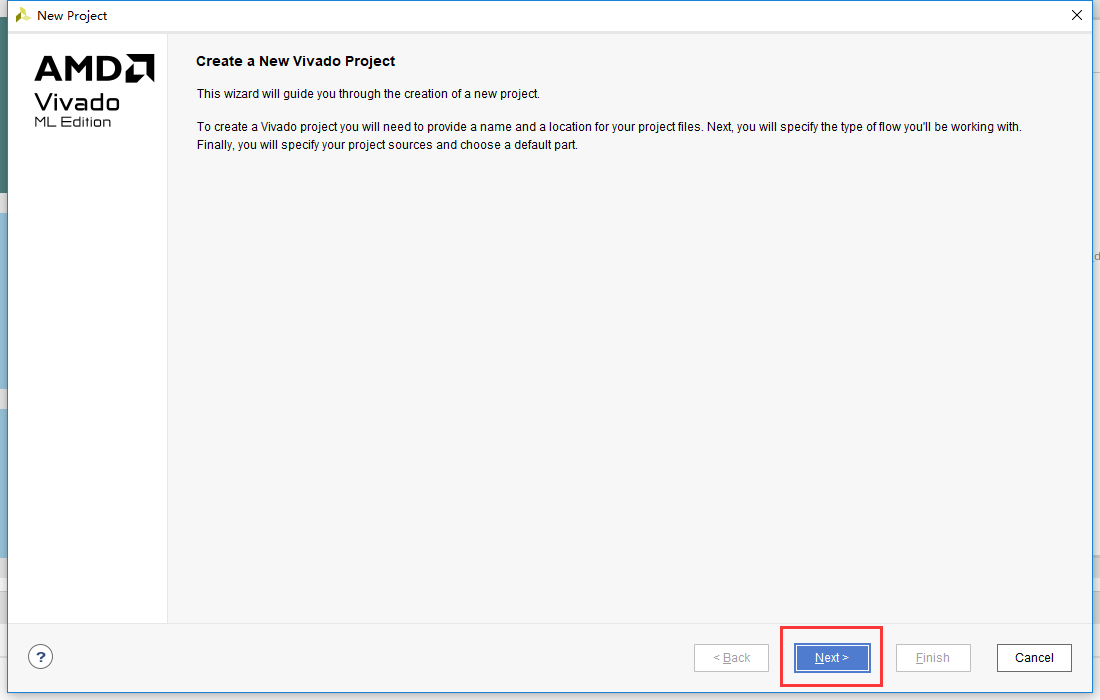 New Project
AMD
Vivado
ML Edition
Create a New Vivado Project
This wizard will guide you through the creation of a new project.
To create a Vivado project you will need to provide a name and a location for your project files. Next, you will specify the type of flow you'll be working with.
Finally, you will specify your project sources and choose a default part.
?
< Back
Next >
Finish
Cancel